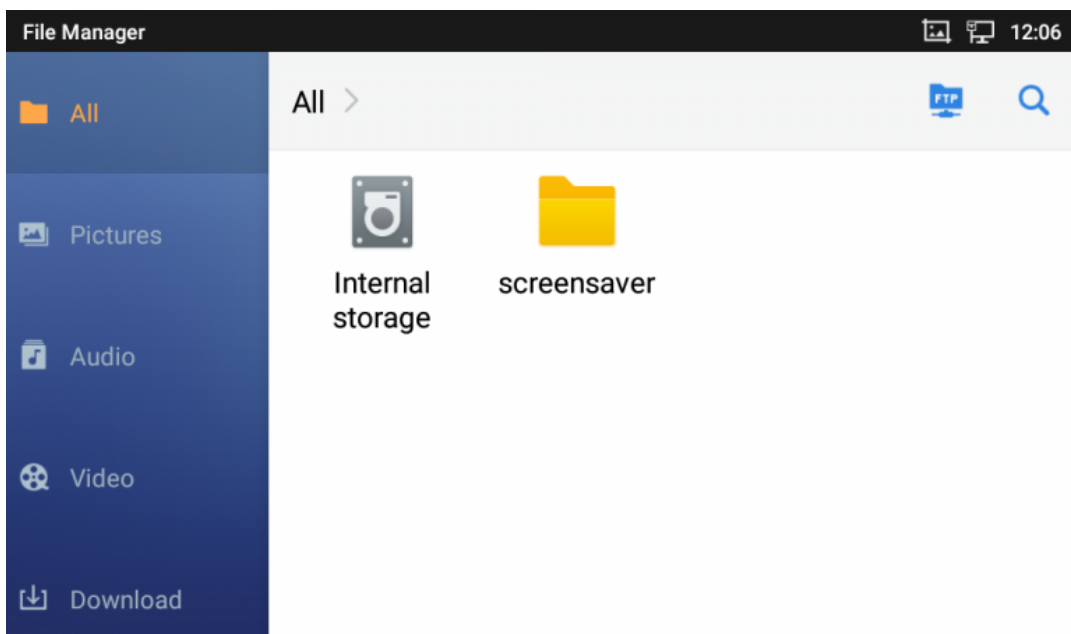 File Manager
12:06
All
All
FTP
Pictures
Internal
storage
screensaver
Audio
Video
Download